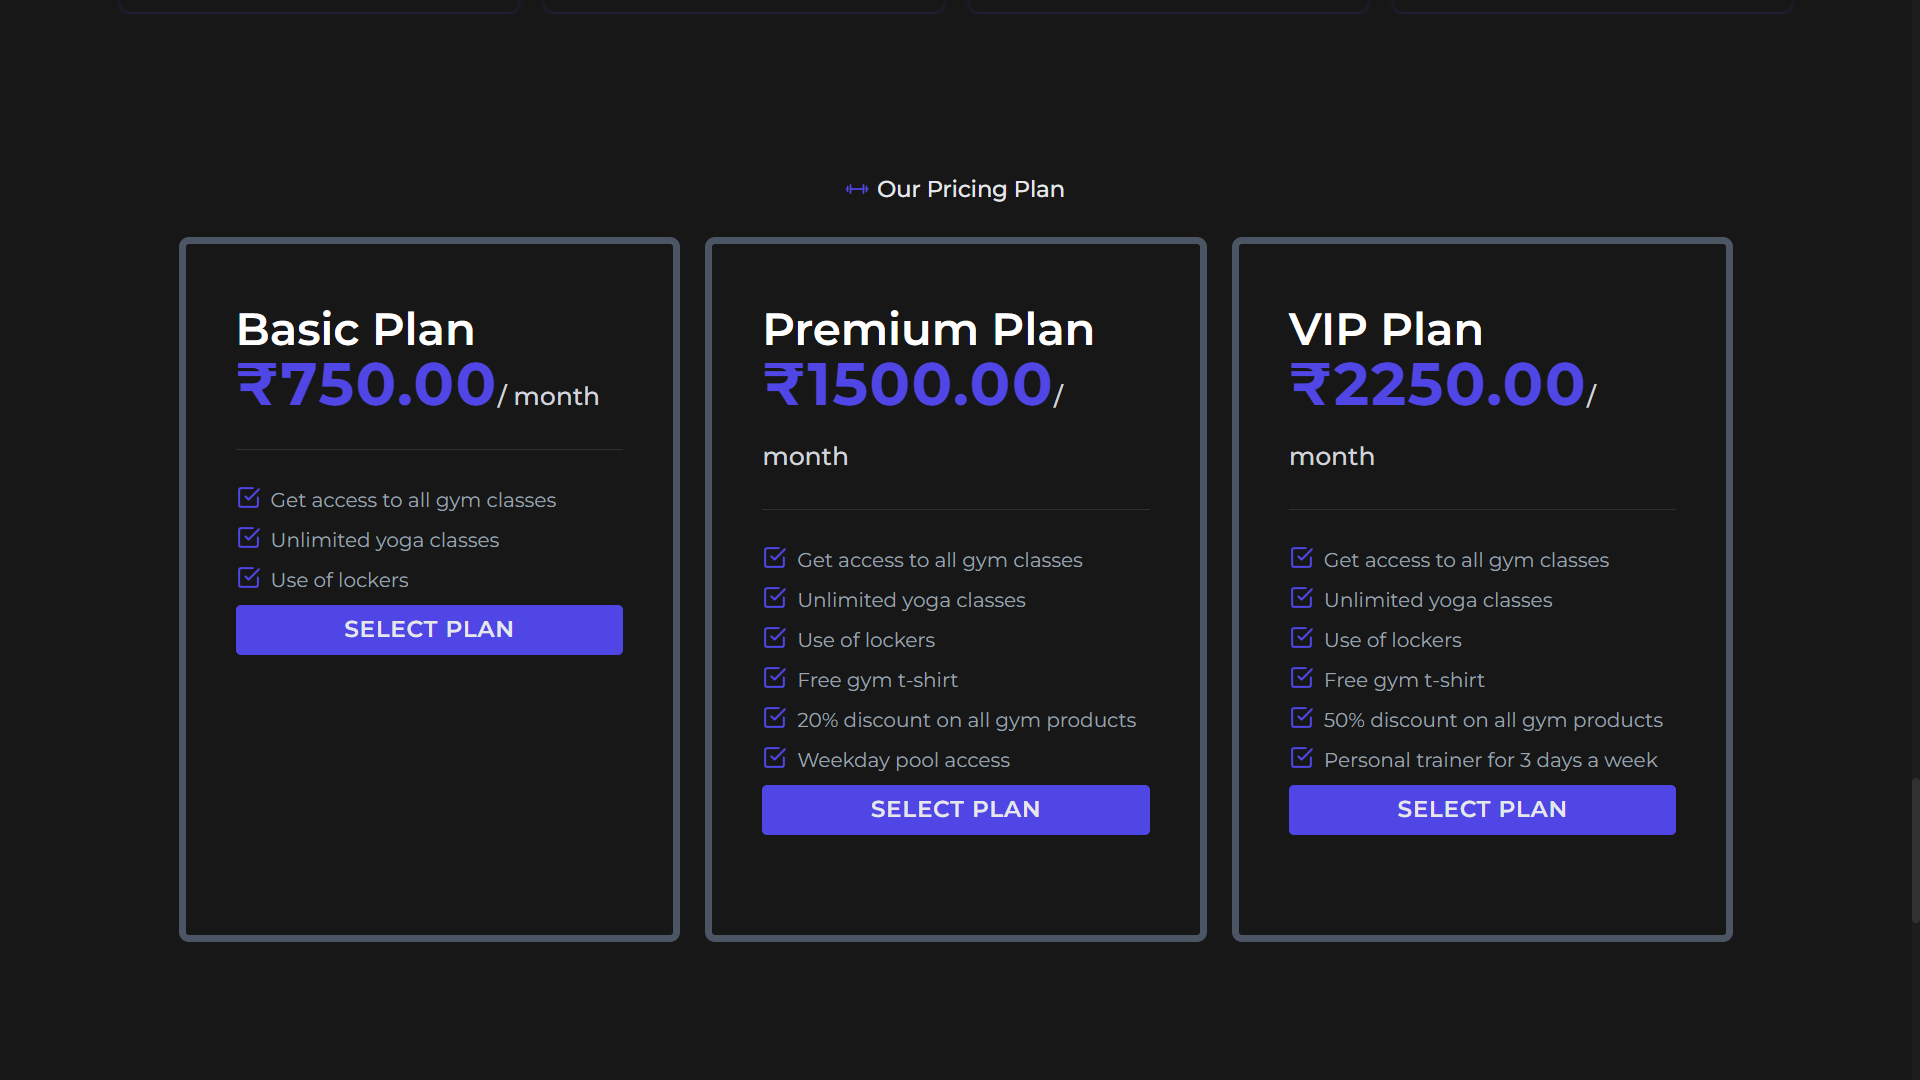 Our Pricing Plan
Basic Plan
₹750.00/ month
Get access to all gym classes
Unlimited yoga classes
Use of lockers
SELECT PLAN
Premium Plan
₹1500.00/
month
Get access to all gym classes
Unlimited yoga classes
Use of lockers
Free gym t-shirt
20% discount on all gym products
Weekday pool access
SELECT PLAN
VIP Plan
₹2250.00/
month
Get access to all gym classes
Unlimited yoga classes
Use of lockers
Free gym t-shirt
50% discount on all gym products
Personal trainer for 3 days a week
SELECT PLAN